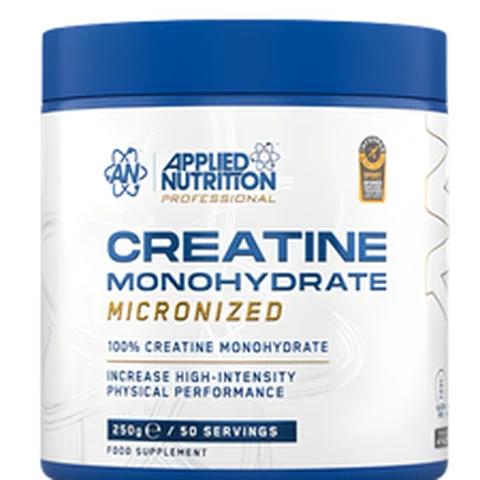 AN
APPLIED
NUTRITION
PROFESSIONAL
CREATINE
MONOHYDRATE
MICRONIZED
100% CREATINE MONOHYDRATE
INCREASE HIGH-INTENSITY
PHYSICAL PERFORMANCE
250g ℮ / 50 SERVINGS
FOOD SUPPLEMENT